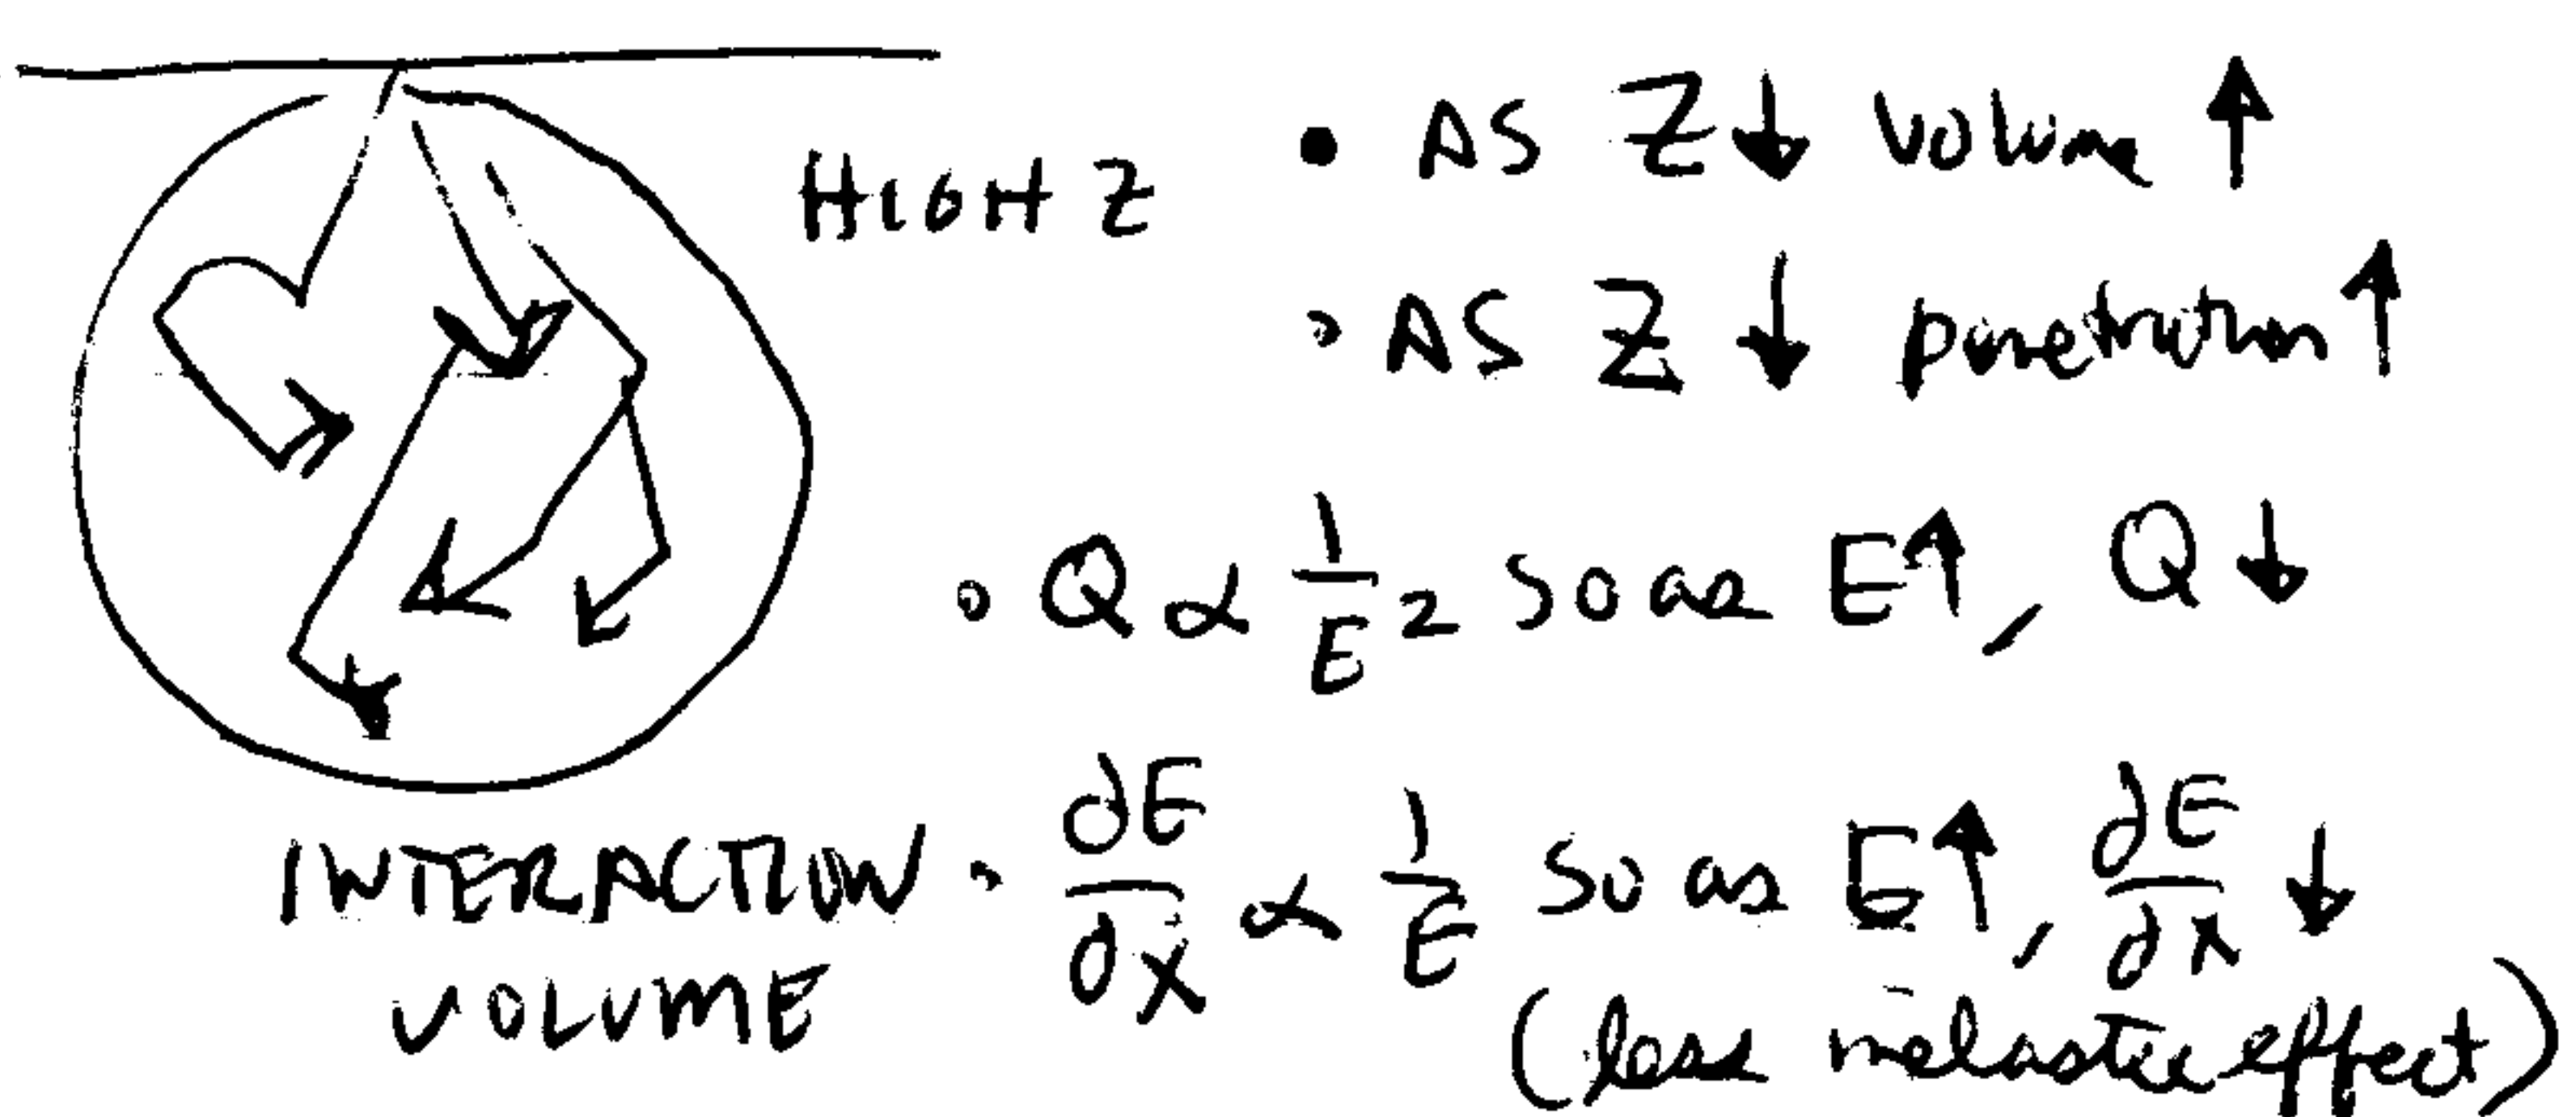 HIGH Z
• AS Z ↓ Volume ↑
• AS Z ↓ penetration ↑
• Q ∝ 1/E² so as E↑, Q ↓
INTERACTION VOLUME
• ∂E/∂x ∝ 1/E so as E↑, ∂E/∂x ↓
(less inelastic effect)